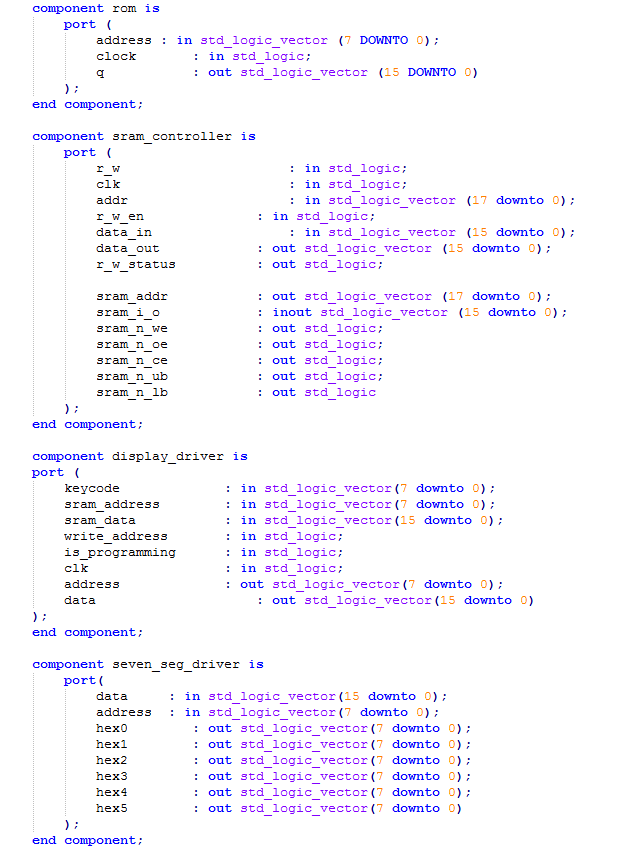 component rom is
port (
address : in std_logic_vector (7 DOWNTO 0);
clock : in std_logic;
q : out std_logic_vector (15 DOWNTO 0)
);
end component;
component sram_controller is
port (
r_w : in std_logic;
clk : in std_logic;
addr : in std_logic_vector (17 downto 0);
r_w_en : in std_logic;
data_in : in std_logic_vector (15 downto 0);
data_out : out std_logic_vector (15 downto 0);
r_w_status : out std_logic;
sram_addr : out std_logic_vector (17 downto 0);
sram_i_o : inout std_logic_vector (15 downto 0);
sram_n_we : out std_logic;
sram_n_oe : out std_logic;
sram_n_ce : out std_logic;
sram_n_ub : out std_logic;
sram_n_lb : out std_logic
);
end component;
component display_driver is
port (
keycode : in std_logic_vector(7 downto 0);
sram_address : in std_logic_vector(7 downto 0);
sram_data : in std_logic_vector(15 downto 0);
write_address : in std_logic;
is_programming : in std_logic;
clk : in std_logic;
address : out std_logic_vector(7 downto 0);
data : out std_logic_vector(15 downto 0)
);
end component;
component seven_seg_driver is
port(
data : in std_logic_vector(15 downto 0);
address : in std_logic_vector(7 downto 0);
hex0 : out std_logic_vector(7 downto 0);
hex1 : out std_logic_vector(7 downto 0);
hex2 : out std_logic_vector(7 downto 0);
hex3 : out std_logic_vector(7 downto 0);
hex4 : out std_logic_vector(7 downto 0);
hex5 : out std_logic_vector(7 downto 0)
);
end component;